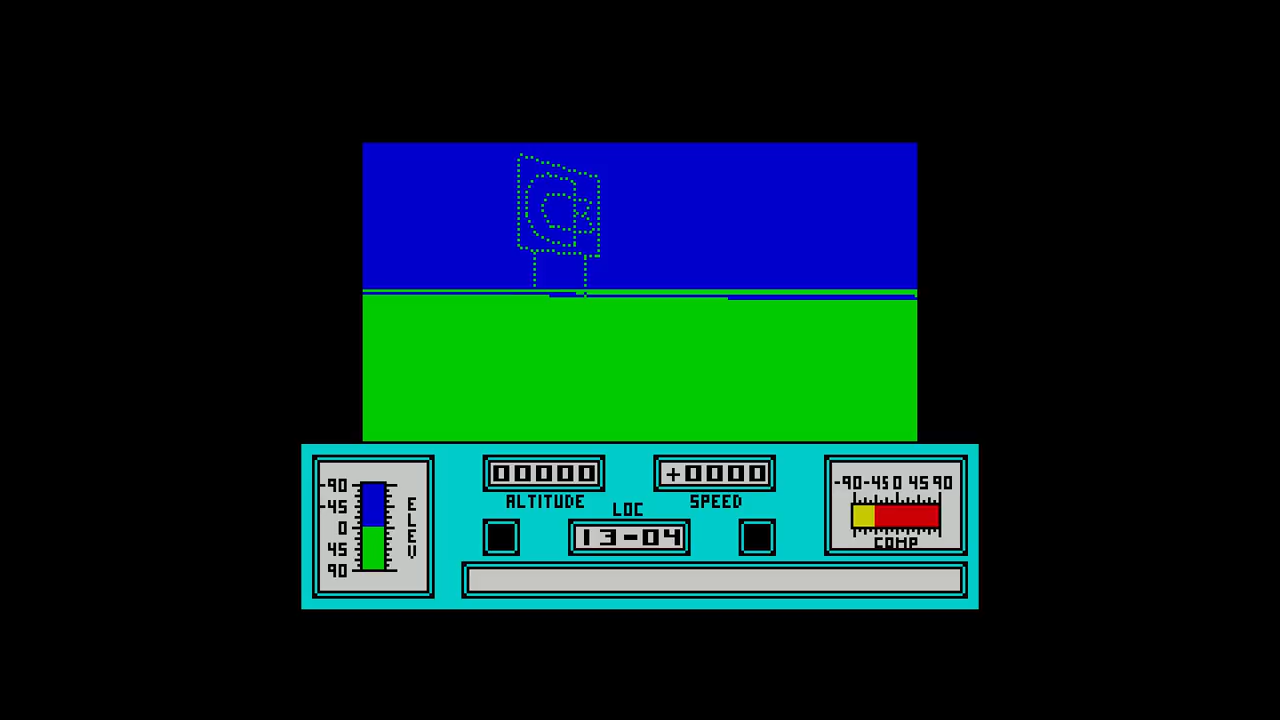 -90
-45
0
45
90
ELEV
00000
ALTITUDE
+0000
SPEED
LOC
13-04
-90-45 0 45 90
COMP